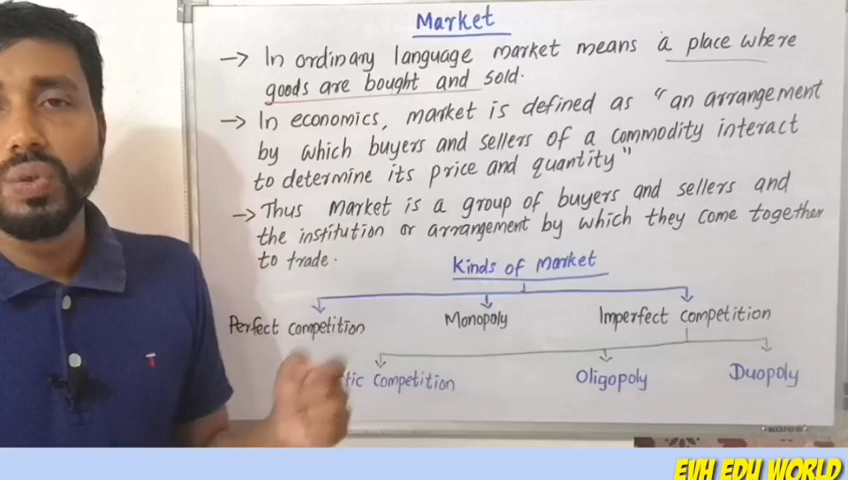 Market
→ In ordinary language market means a place where
goods are bought and sold.
→ In economics, market is defined as "an arrangement
by which buyers and sellers of a commodity interact
to determine its price and quantity"
→ Thus market is a group of buyers and sellers and
the institution or arrangement by which they come together
to trade.
Kinds of Market
Perfect competition Monopoly Imperfect competition
tic competition Oligopoly Duopoly
KORES
EVH EDU WORLD